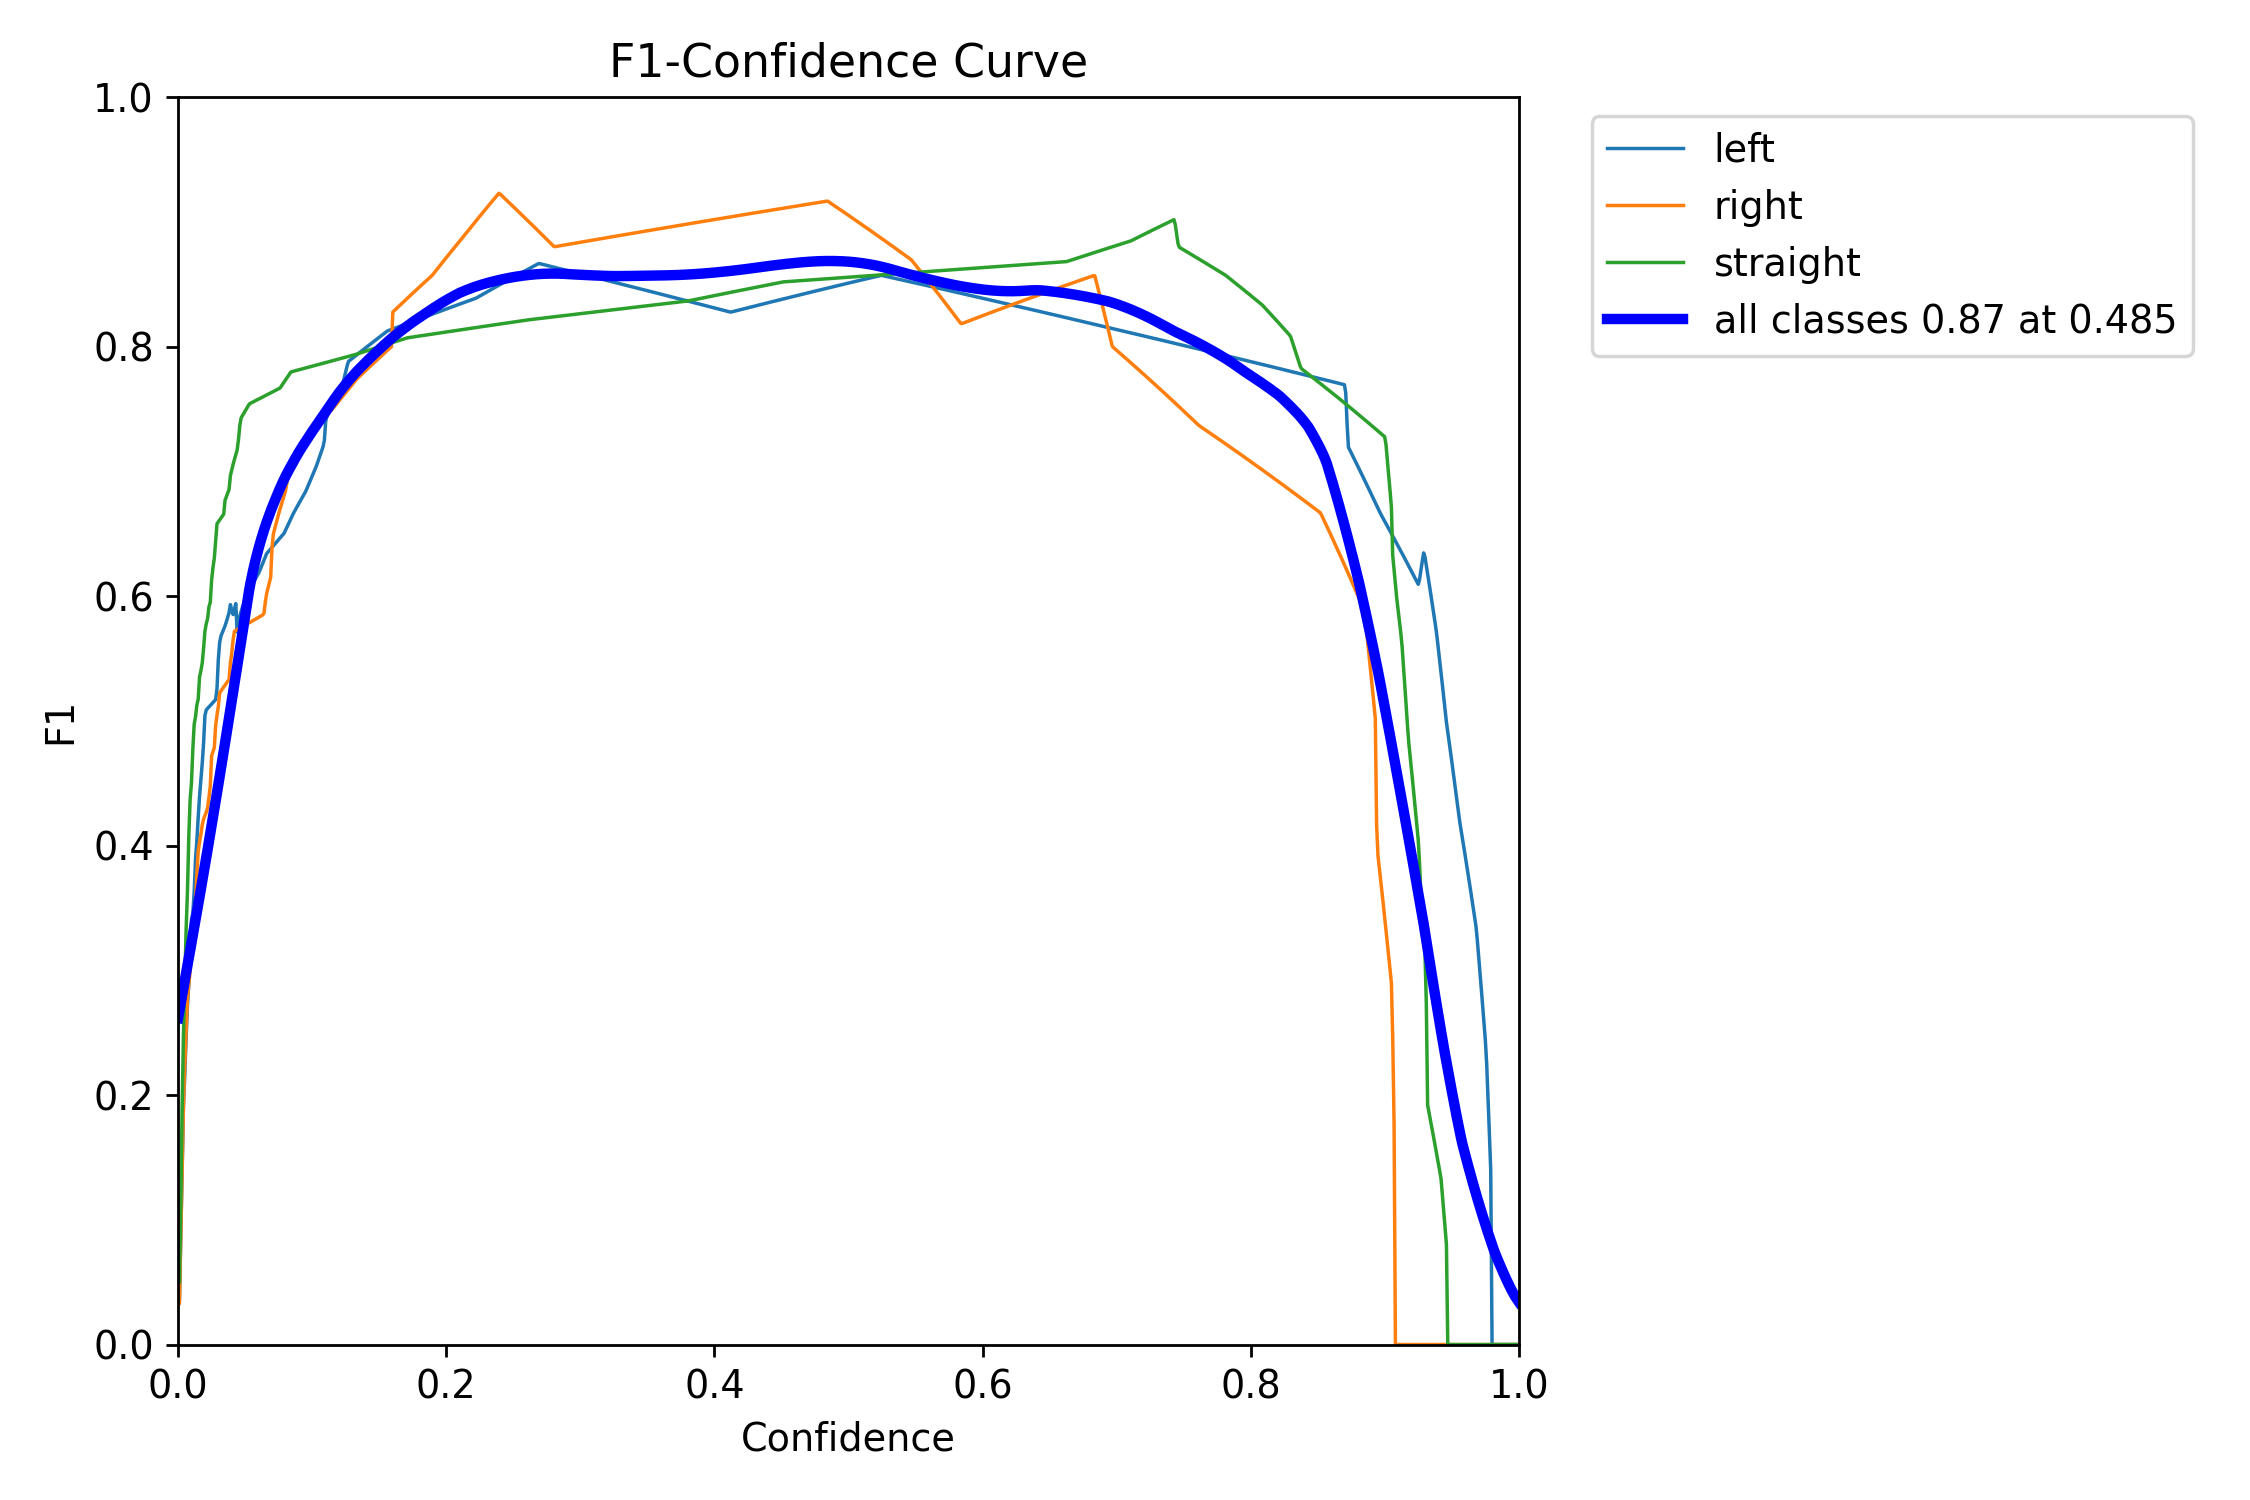 F1-Confidence Curve
1.0
0.8
0.6
0.4
0.2
0.0
F1
0.0 0.2 0.4 0.6 0.8 1.0
Confidence
left
right
straight
all classes 0.87 at 0.485